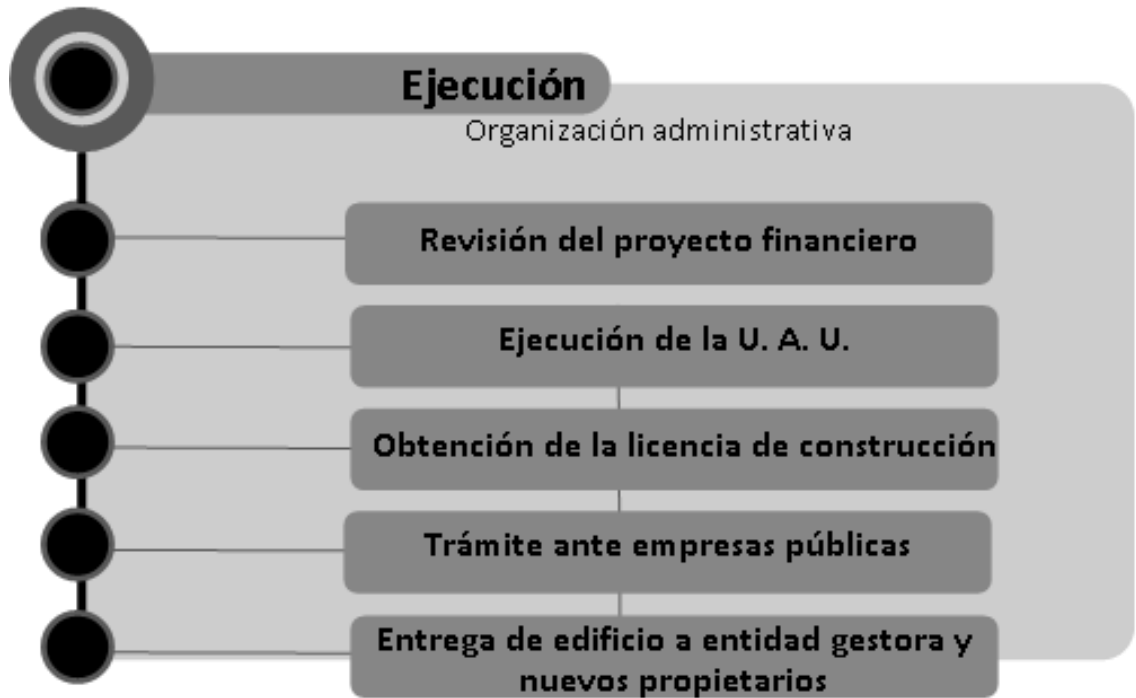 Ejecución
Organización administrativa
Revisión del proyecto financiero
Ejecución de la U. A. U.
Obtención de la licencia de construcción
Trámite ante empresas públicas
Entrega de edificio a entidad gestora y
nuevos propietarios